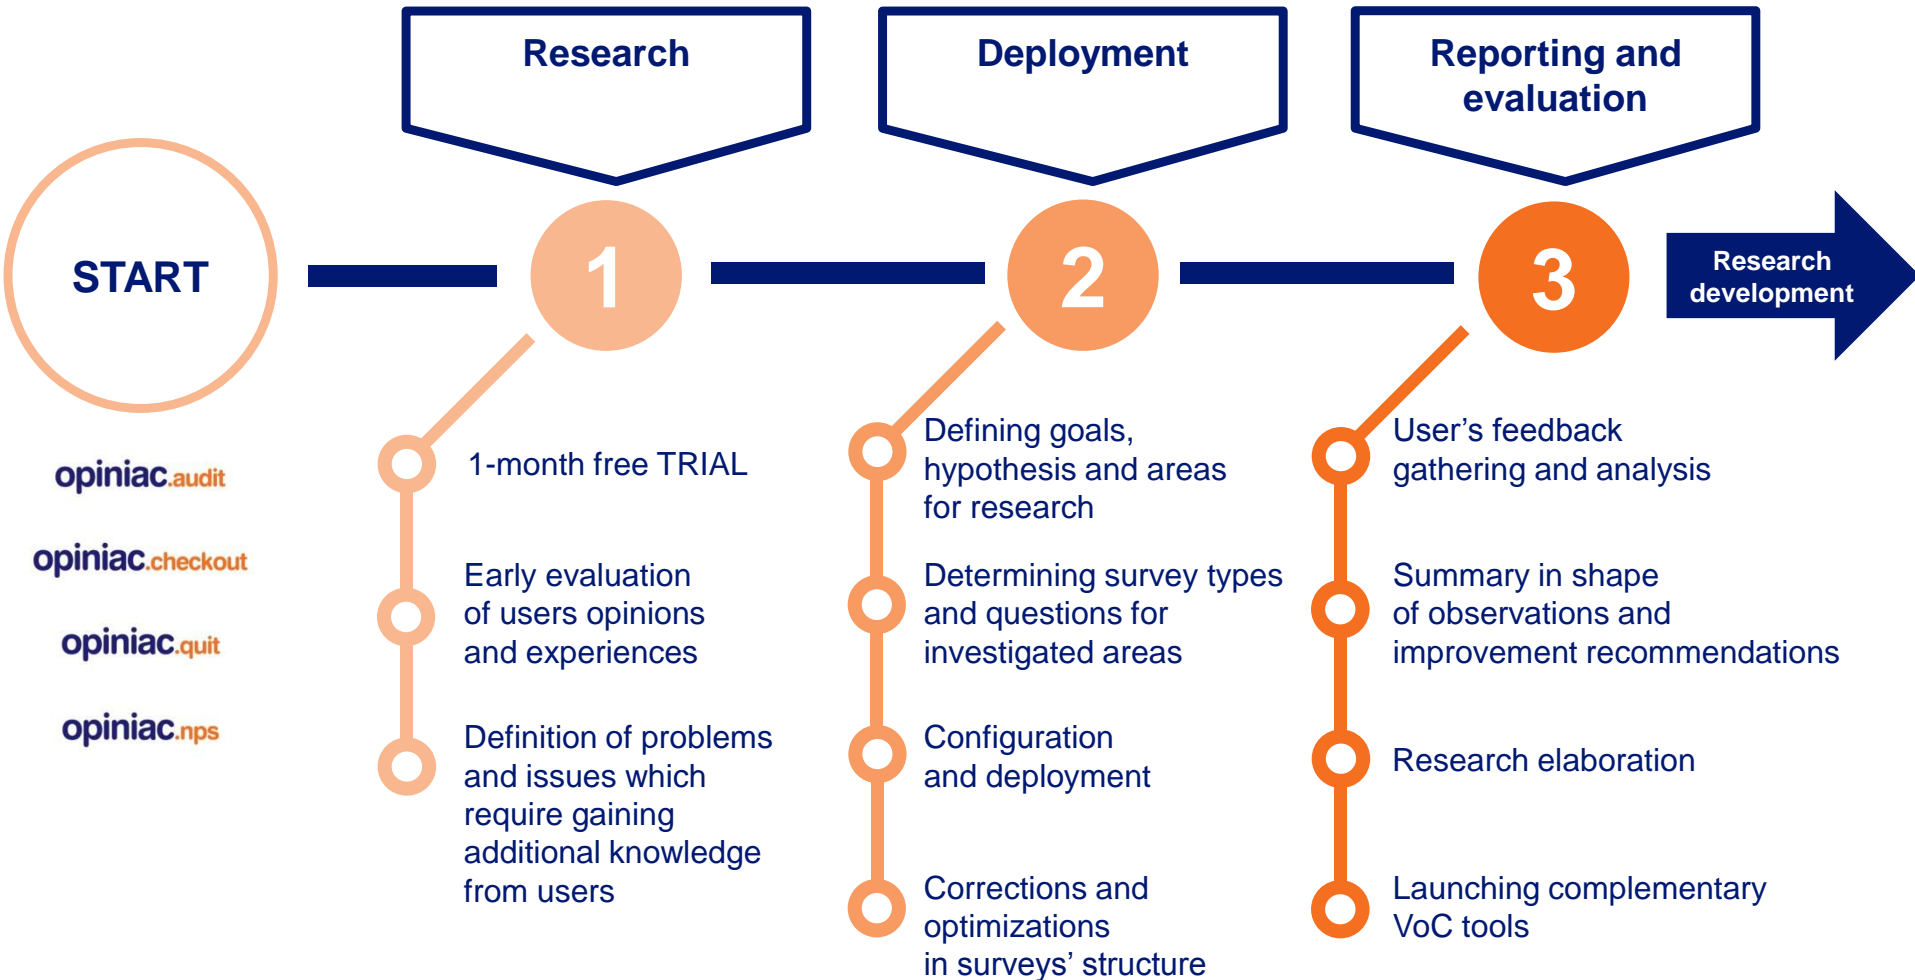 Research
Deployment
Reporting and
evaluation
START
1
2
3
Research
development
opiniac.audit
opiniac.checkout
opiniac.quit
opiniac.nps
1-month free TRIAL
Early evaluation
of users opinions
and experiences
Definition of problems
and issues which
require gaining
additional knowledge
from users
Defining goals,
hypothesis and areas
for research
Determining survey types
and questions for
investigated areas
Configuration
and deployment
Corrections and
optimizations
in surveys’ structure
User’s feedback
gathering and analysis
Summary in shape
of observations and
improvement recommendations
Research elaboration
Launching complementary
VoC tools